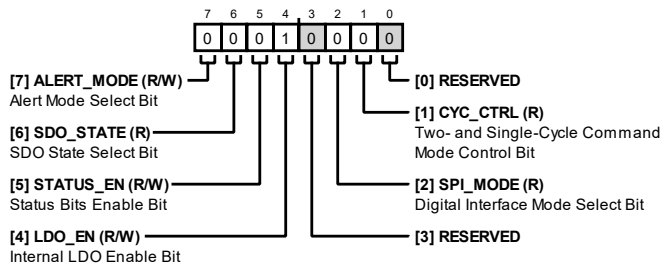 7 6 5 4 3 2 1 0
0 0 0 1 0 0 0 0
[7] ALERT_MODE (R/W)
Alert Mode Select Bit
[6] SDO_STATE (R)
SDO State Select Bit
[5] STATUS_EN (R/W)
Status Bits Enable Bit
[4] LDO_EN (R/W)
Internal LDO Enable Bit
[0] RESERVED
[1] CYC_CTRL (R)
Two- and Single-Cycle Command
Mode Control Bit
[2] SPI_MODE (R)
Digital Interface Mode Select Bit
[3] RESERVED